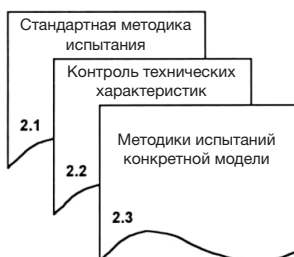 Стандартная методика
испытания
Контроль технических
характеристик
2.1
Методики испытаний
конкретной модели
2.2
2.3